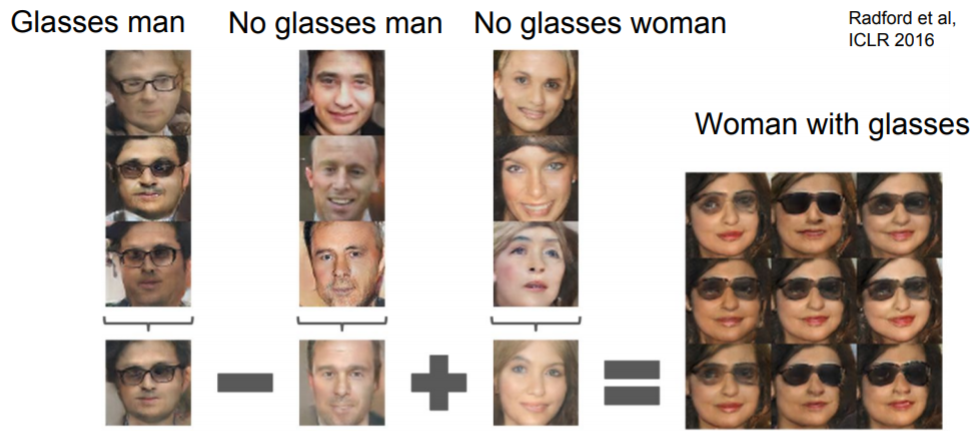 Glasses man
No glasses man
No glasses woman
Radford et al,
ICLR 2016
Woman with glasses